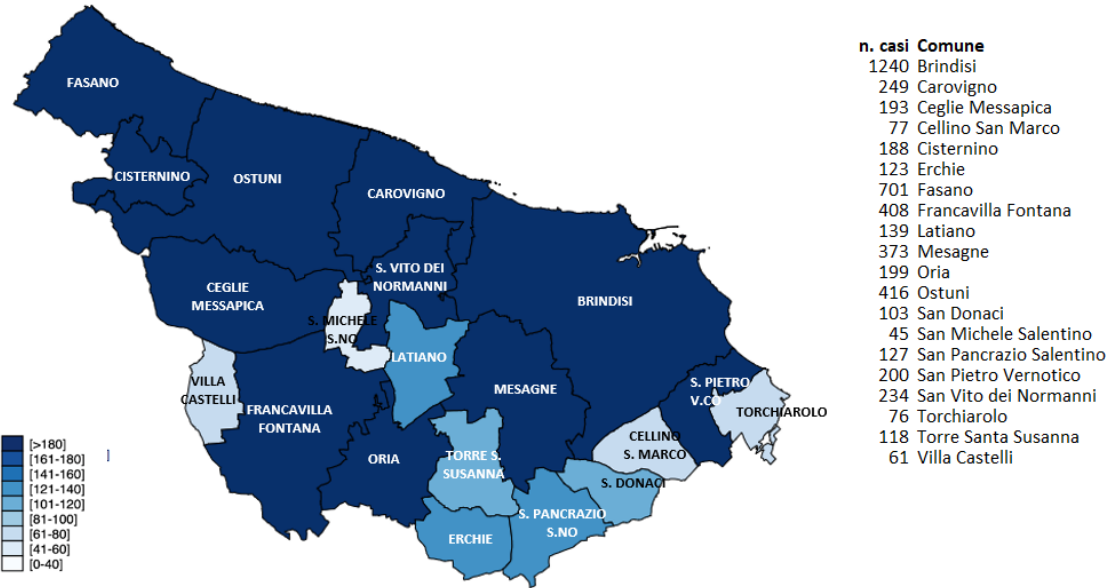 FASANO
CISTERNINO
OSTUNI
CAROVIGNO
S. VITO DEI
NORMANNI
CEGLIE
MESSAPICA
BRINDISI
S. MICHELE
S.NO
LATIANO
MESAGNE
S. PIETRO
V.CO
TORCHIAROLO
VILLA
CASTELLI
FRANCAVILLA
FONTANA
CELLINO
S. MARCO
ORIA
TORRE S.
SUSANNA
S. DONACI
S. PANCRAZIO
S.NO
ERCHIE
[>180]
[161-180]
[141-160]
[121-140]
[101-120]
[81-100]
[61-80]
[41-60]
[0-40]
]
n. casi Comune
1240 Brindisi
249 Carovigno
193 Ceglie Messapica
77 Cellino San Marco
188 Cisternino
123 Erchie
701 Fasano
408 Francavilla Fontana
139 Latiano
373 Mesagne
199 Oria
416 Ostuni
103 San Donaci
45 San Michele Salentino
127 San Pancrazio Salentino
200 San Pietro Vernotico
234 San Vito dei Normanni
76 Torchiarolo
118 Torre Santa Susanna
61 Villa Castelli